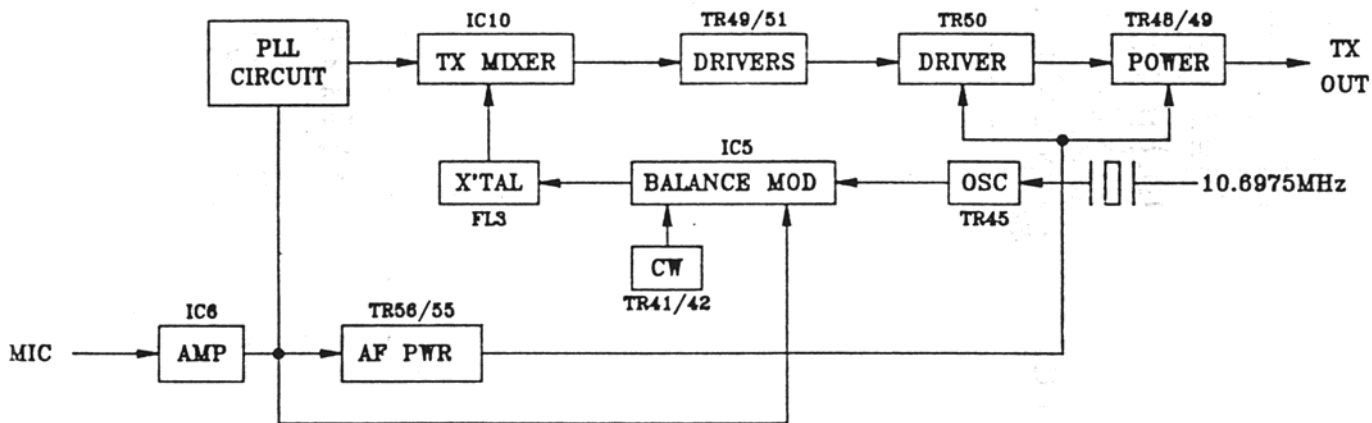 IC10
TR49/51
TR50
TR48/49
PLL
CIRCUIT
TX MIXER
DRIVERS
DRIVER
POWER
TX
OUT
IC5
X'TAL
BALANCE MOD
OSC
10.6975MHz
FL3
TR45
CW
TR41/42
IC6
TR56/55
MIC
AMP
AF PWR